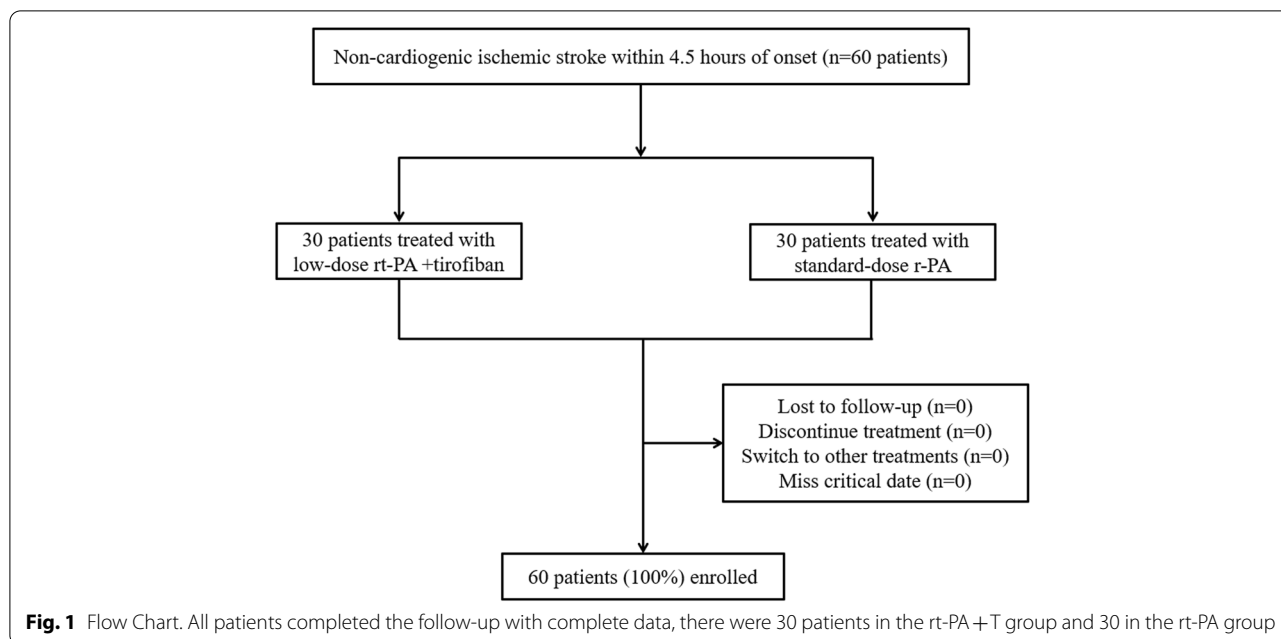 Non-cardiogenic ischemic stroke within 4.5 hours of onset (n=60 patients)
30 patients treated with
low-dose rt-PA +tirofiban
30 patients treated with
standard-dose r-PA
Lost to follow-up (n=0)
Discontinue treatment (n=0)
Switch to other treatments (n=0)
Miss critical date (n=0)
60 patients (100%) enrolled
Fig. 1 Flow Chart. All patients completed the follow-up with complete data, there were 30 patients in the rt-PA+T group and 30 in the rt-PA group